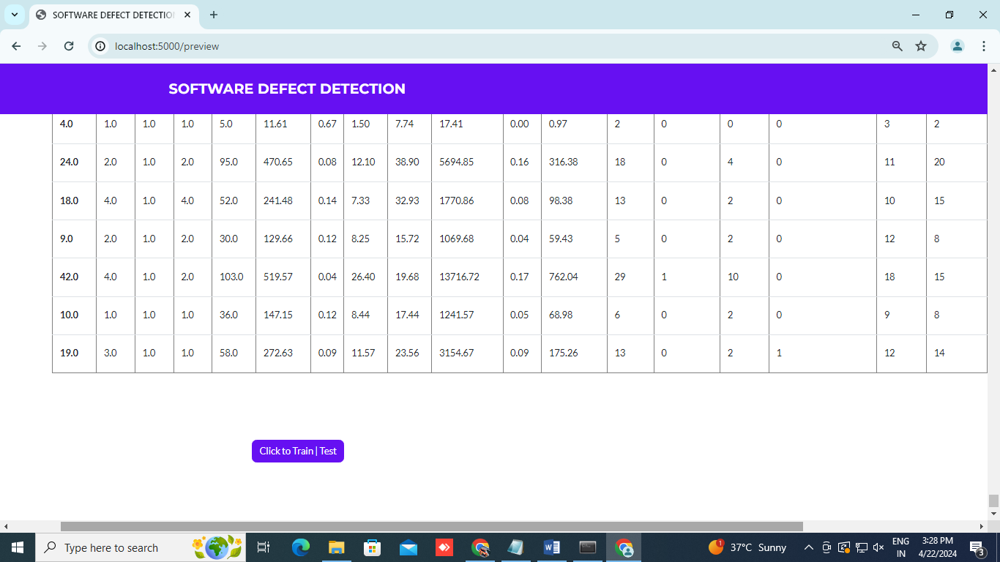 SOFTWARE DEFECT DETECTIO
localhost:5000/preview
SOFTWARE DEFECT DETECTION
4.0 1.0 1.0 1.0 5.0 11.61 0.67 1.50 7.74 17.41 0.00 0.97 2 0 0 0 3 2
24.0 2.0 1.0 2.0 95.0 470.65 0.08 12.10 38.90 5694.85 0.16 316.38 18 0 4 0 11 20
18.0 4.0 1.0 4.0 52.0 241.48 0.14 7.33 32.93 1770.86 0.08 98.38 13 0 2 0 10 15
9.0 2.0 1.0 2.0 30.0 129.66 0.12 8.25 15.72 1069.68 0.04 59.43 5 0 2 0 12 8
42.0 4.0 1.0 2.0 103.0 519.57 0.04 26.40 19.68 13716.72 0.17 762.04 29 1 10 0 18 15
10.0 1.0 1.0 1.0 36.0 147.15 0.12 8.44 17.44 1241.57 0.05 68.98 6 0 2 0 9 8
19.0 3.0 1.0 1.0 58.0 272.63 0.09 11.57 23.56 3154.67 0.09 175.26 13 0 2 1 12 14
Click to Train | Test
Type here to search
1
37°C Sunny
ENG
IN
3:28 PM
4/22/2024
3